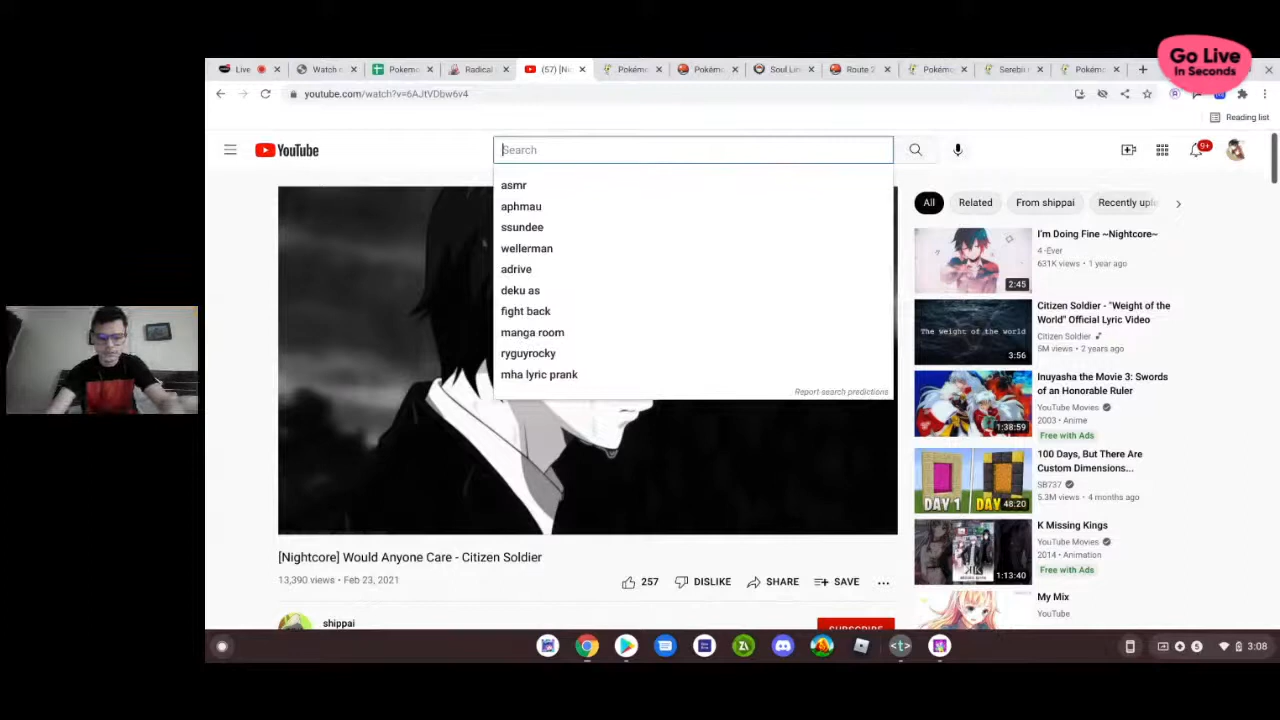 Go Live
In Seconds
Live
Watch
Pokemo
Radical
(57) [Ni
Pokémo
Pokémo
Soul Lin
Route 2
Pokémo
Serebii
Pokémo
youtube.com/watch?v=6AJtVDbw6v4
Reading list
YouTube
Search
9+
asmr
aphmau
ssundee
wellerman
adrive
deku as
fight back
manga room
ryguyrocky
mha lyric prank
Report search predictions
All
Related
From shippai
Recently uplo
I'm Doing Fine ~Nightcore~
4 -Ever
631K views • 1 year ago
2:45
Citizen Soldier - "Weight of the
World" Official Lyric Video
Citizen Soldier
5M views • 2 years ago
The weight of the world
3:56
Inuyasha the Movie 3: Swords
of an Honorable Ruler
YouTube Movies
2003 • Anime
Free with Ads
1:38:59
100 Days, But There Are
Custom Dimensions...
SB737
5.3M views • 4 months ago
DAY 1
DAY
48:20
K Missing Kings
YouTube Movies
2014 • Animation
Free with Ads
1:13:40
My Mix
YouTube
[Nightcore] Would Anyone Care - Citizen Soldier
13,390 views • Feb 23, 2021
257
DISLIKE
SHARE
SAVE
shippai
SUBSCRIBE
<t>
3:08